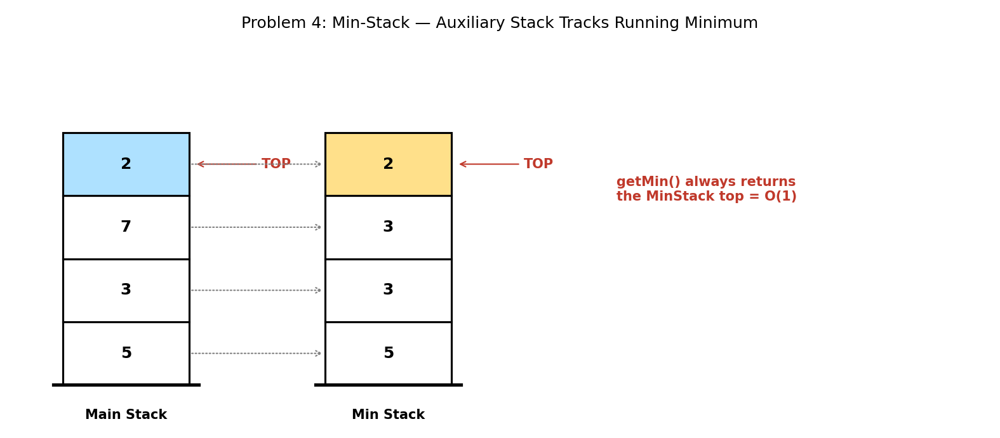 Problem 4: Min-Stack — Auxiliary Stack Tracks Running Minimum
2
TOP
2
TOP
getMin() always returns
the MinStack top = O(1)
7
3
3
3
5
5
Main Stack
Min Stack